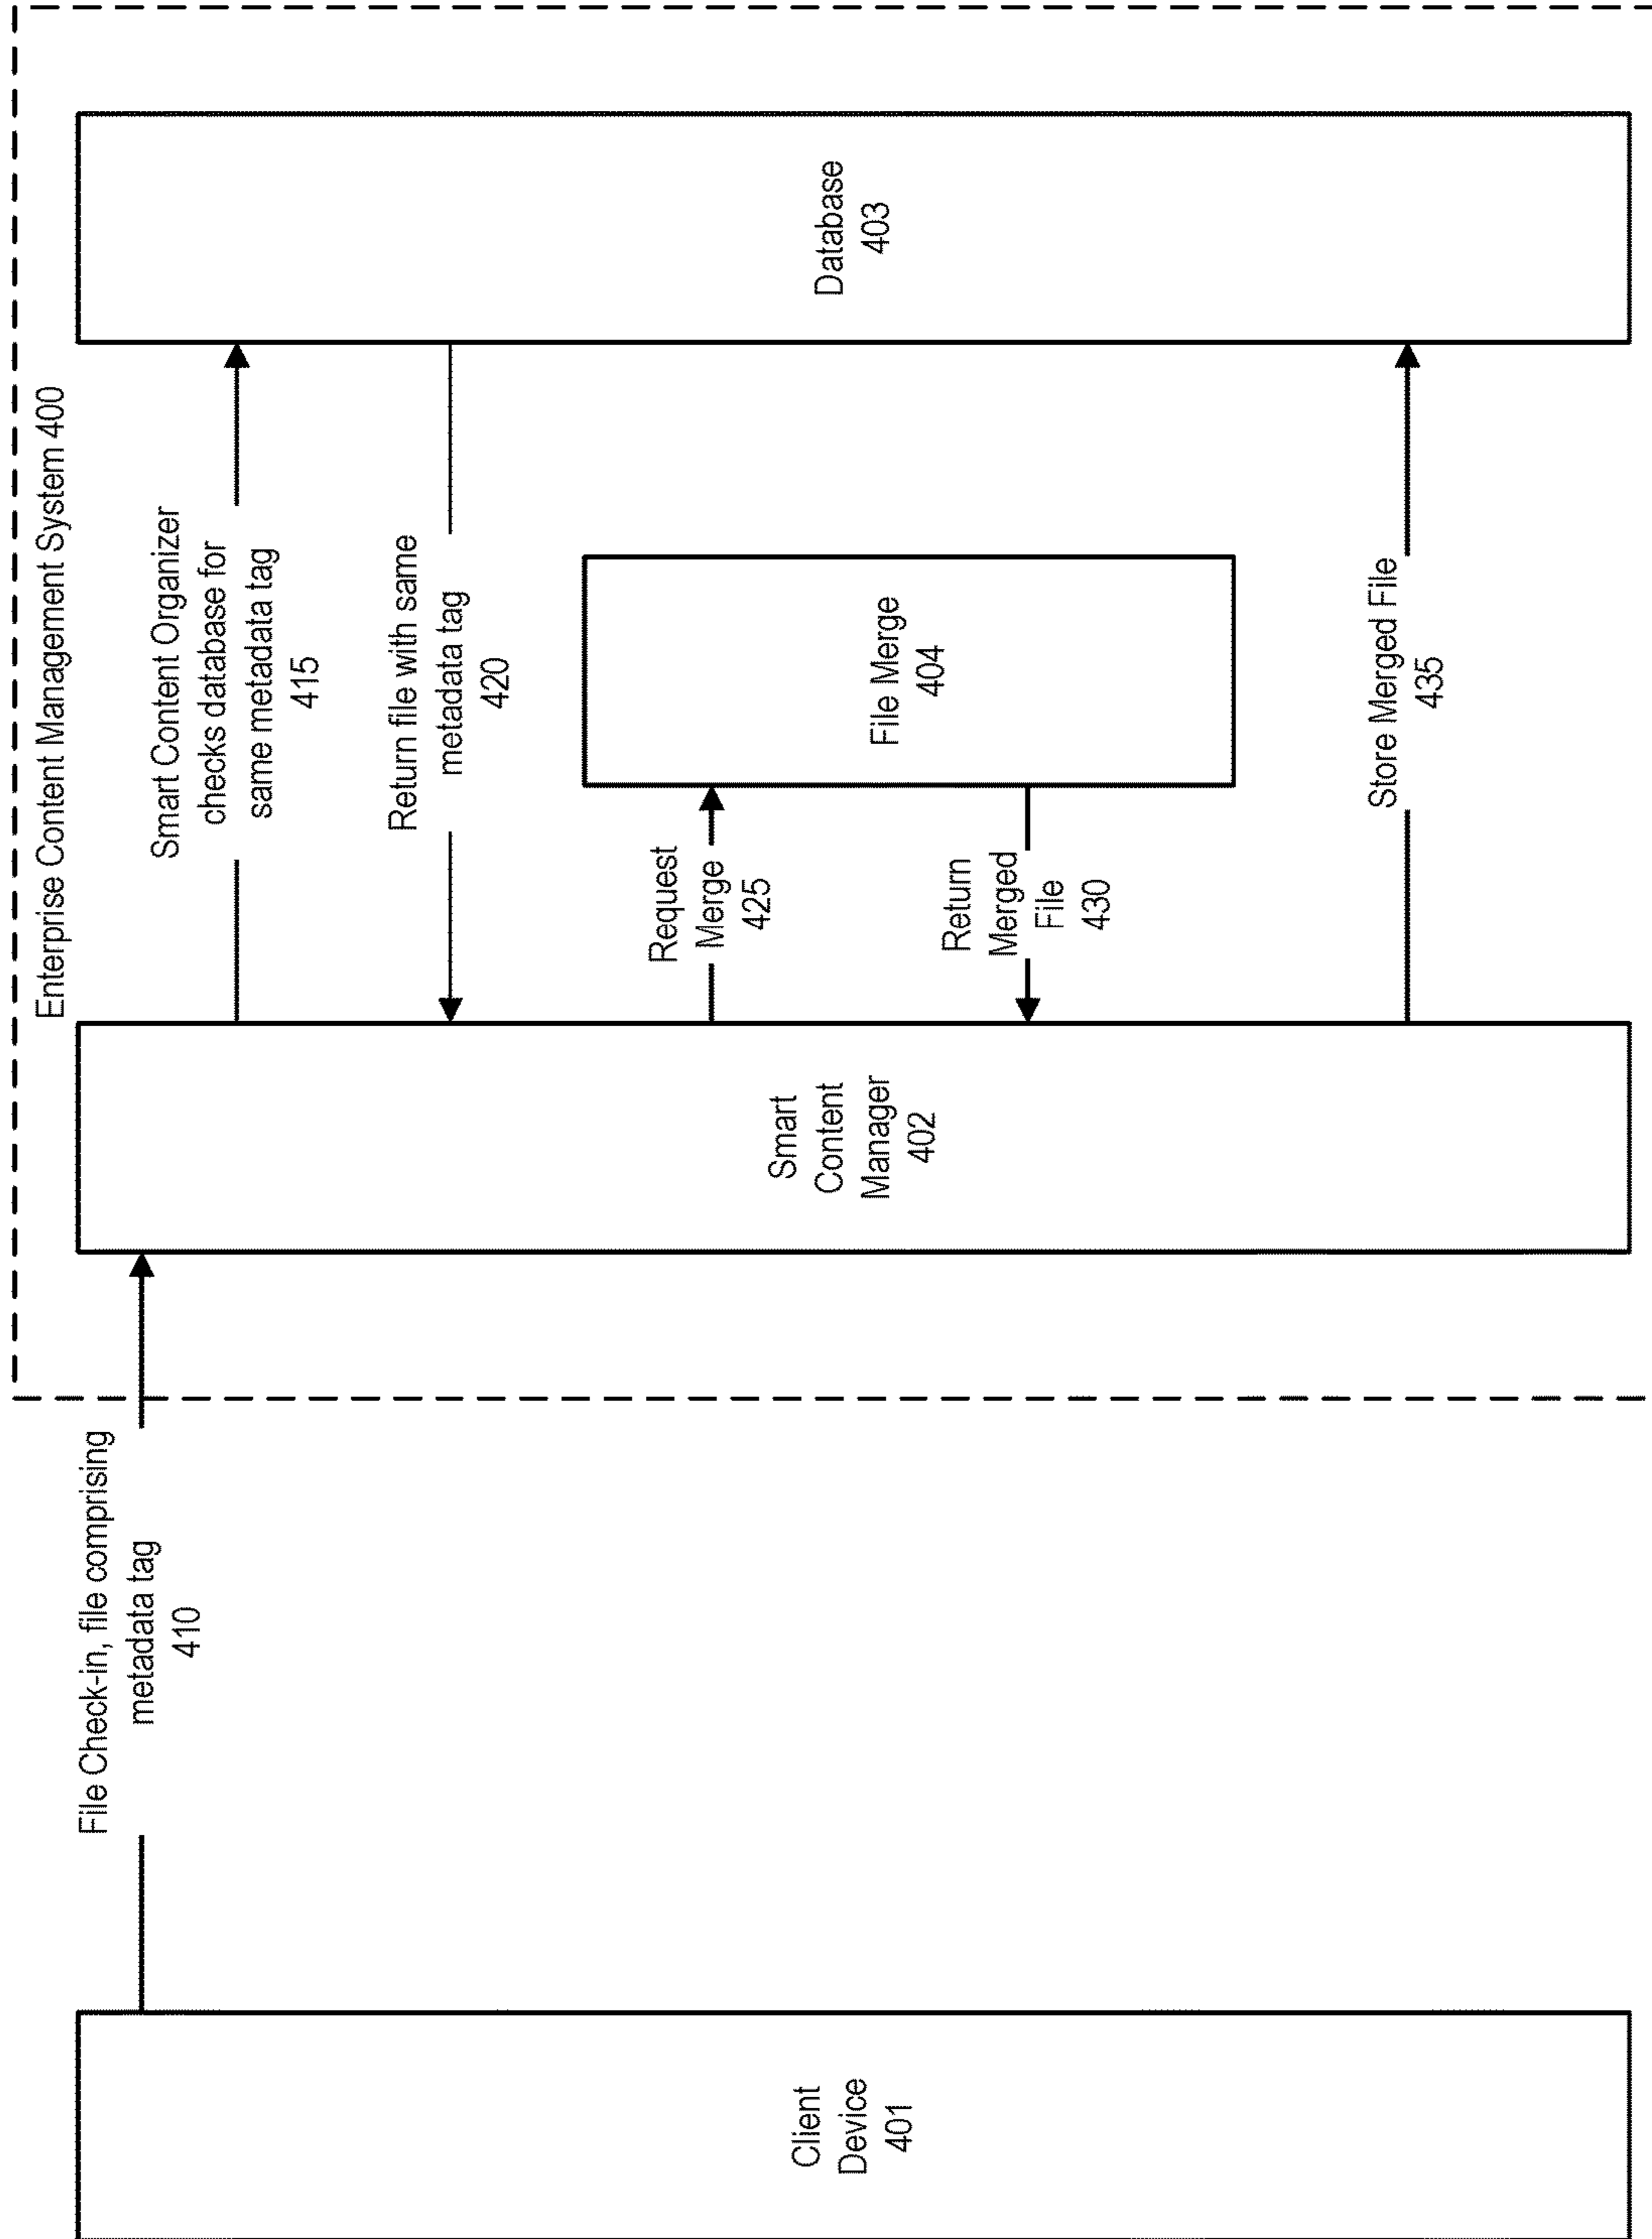 Enterprise Content Management System 400
File Check-in, file comprising
metadata tag
410
Smart Content Organizer
checks database for
same metadata tag
415
Return file with same
metadata tag
420
Request
Merge
425
Return
Merged
File
430
Store Merged File
435
Client
Device
401
Smart
Content
Manager
402
File Merge
404
Database
403